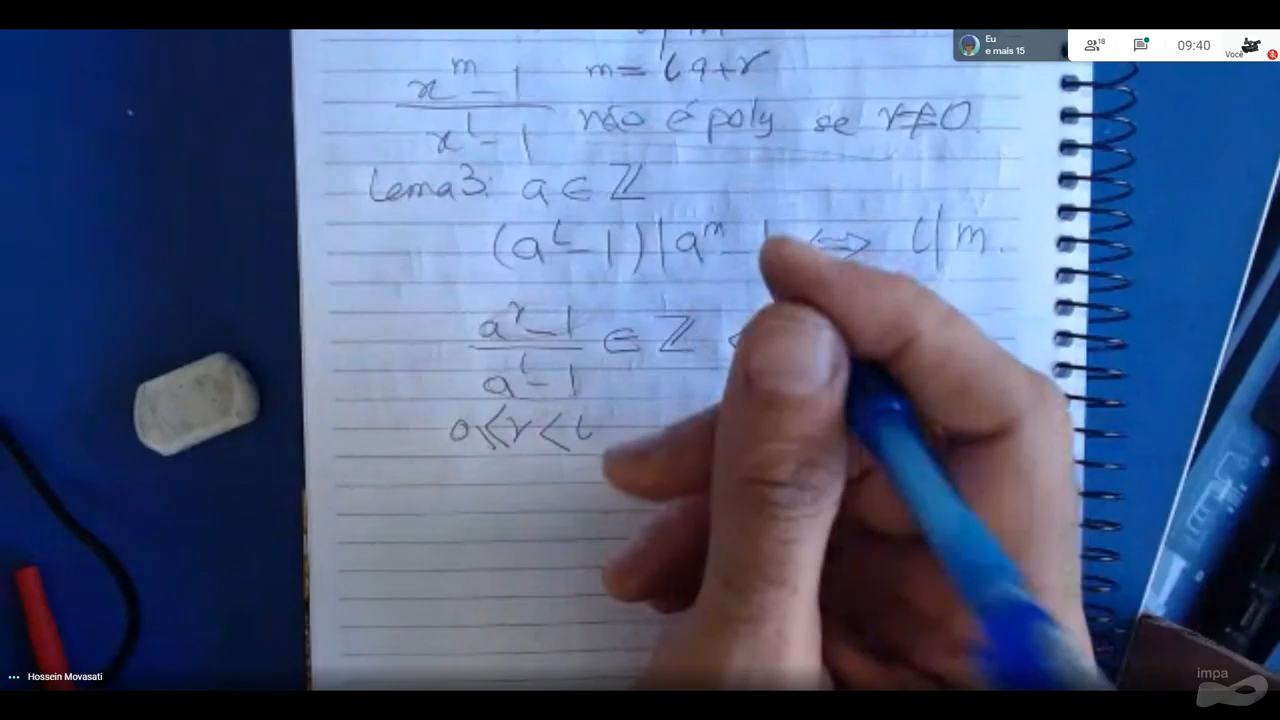 Eu
e mais 15
18
09:40
Você
m = lq+r
x^m - 1
x^l - 1
não é poly se r≠0.
Lema 3: a ∈ ℤ
(a^l - 1) | a^m - 1 ⇔ l | m.
a^r - 1
a^l - 1
∈ ℤ
0 ≤ r < l
Hossein Movasati
impa